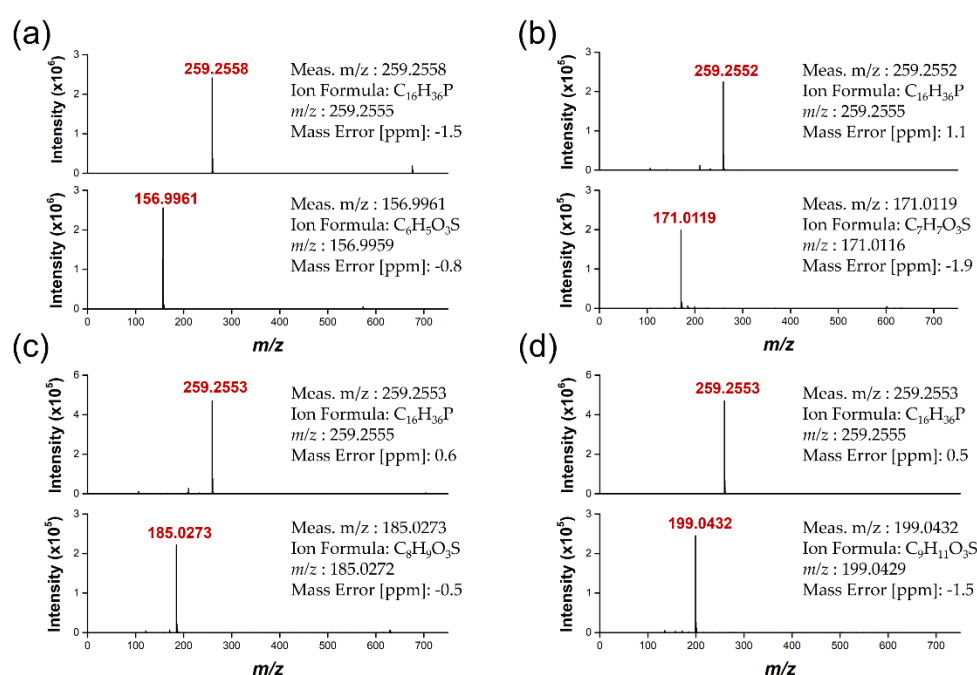 (a)
Intensity (x10⁶)
3
2
1
0
259.2558
Meas. m/z : 259.2558
Ion Formula: C₁₆H₃₆P
m/z : 259.2555
Mass Error [ppm]: -1.5
Intensity (x10⁶)
3
2
1
0
156.9961
Meas. m/z : 156.9961
Ion Formula: C₆H₅O₃S
m/z : 156.9959
Mass Error [ppm]: -0.8
0 100 200 300 400 500 600 700
m/z
(b)
Intensity (x10⁶)
3
2
1
0
259.2552
Meas. m/z : 259.2552
Ion Formula: C₁₆H₃₆P
m/z : 259.2555
Mass Error [ppm]: 1.1
Intensity (x10⁵)
3
2
1
0
171.0119
Meas. m/z : 171.0119
Ion Formula: C₇H₇O₃S
m/z : 171.0116
Mass Error [ppm]: -1.9
0 100 200 300 400 500 600 700
m/z
(c)
Intensity (x10⁵)
6
4
2
0
259.2553
Meas. m/z : 259.2553
Ion Formula: C₁₆H₃₆P
m/z : 259.2555
Mass Error [ppm]: 0.6
Intensity (x10⁵)
3
2
1
0
185.0273
Meas. m/z : 185.0273
Ion Formula: C₈H₉O₃S
m/z : 185.0272
Mass Error [ppm]: -0.5
0 100 200 300 400 500 600 700
m/z
(d)
Intensity (x10⁶)
6
4
2
0
259.2553
Meas. m/z : 259.2553
Ion Formula: C₁₆H₃₆P
m/z : 259.2555
Mass Error [ppm]: 0.5
Intensity (x10⁵)
3
2
1
0
199.0432
Meas. m/z : 199.0432
Ion Formula: C₉H₁₁O₃S
m/z : 199.0429
Mass Error [ppm]: -1.5
0 100 200 300 400 500 600 700
m/z